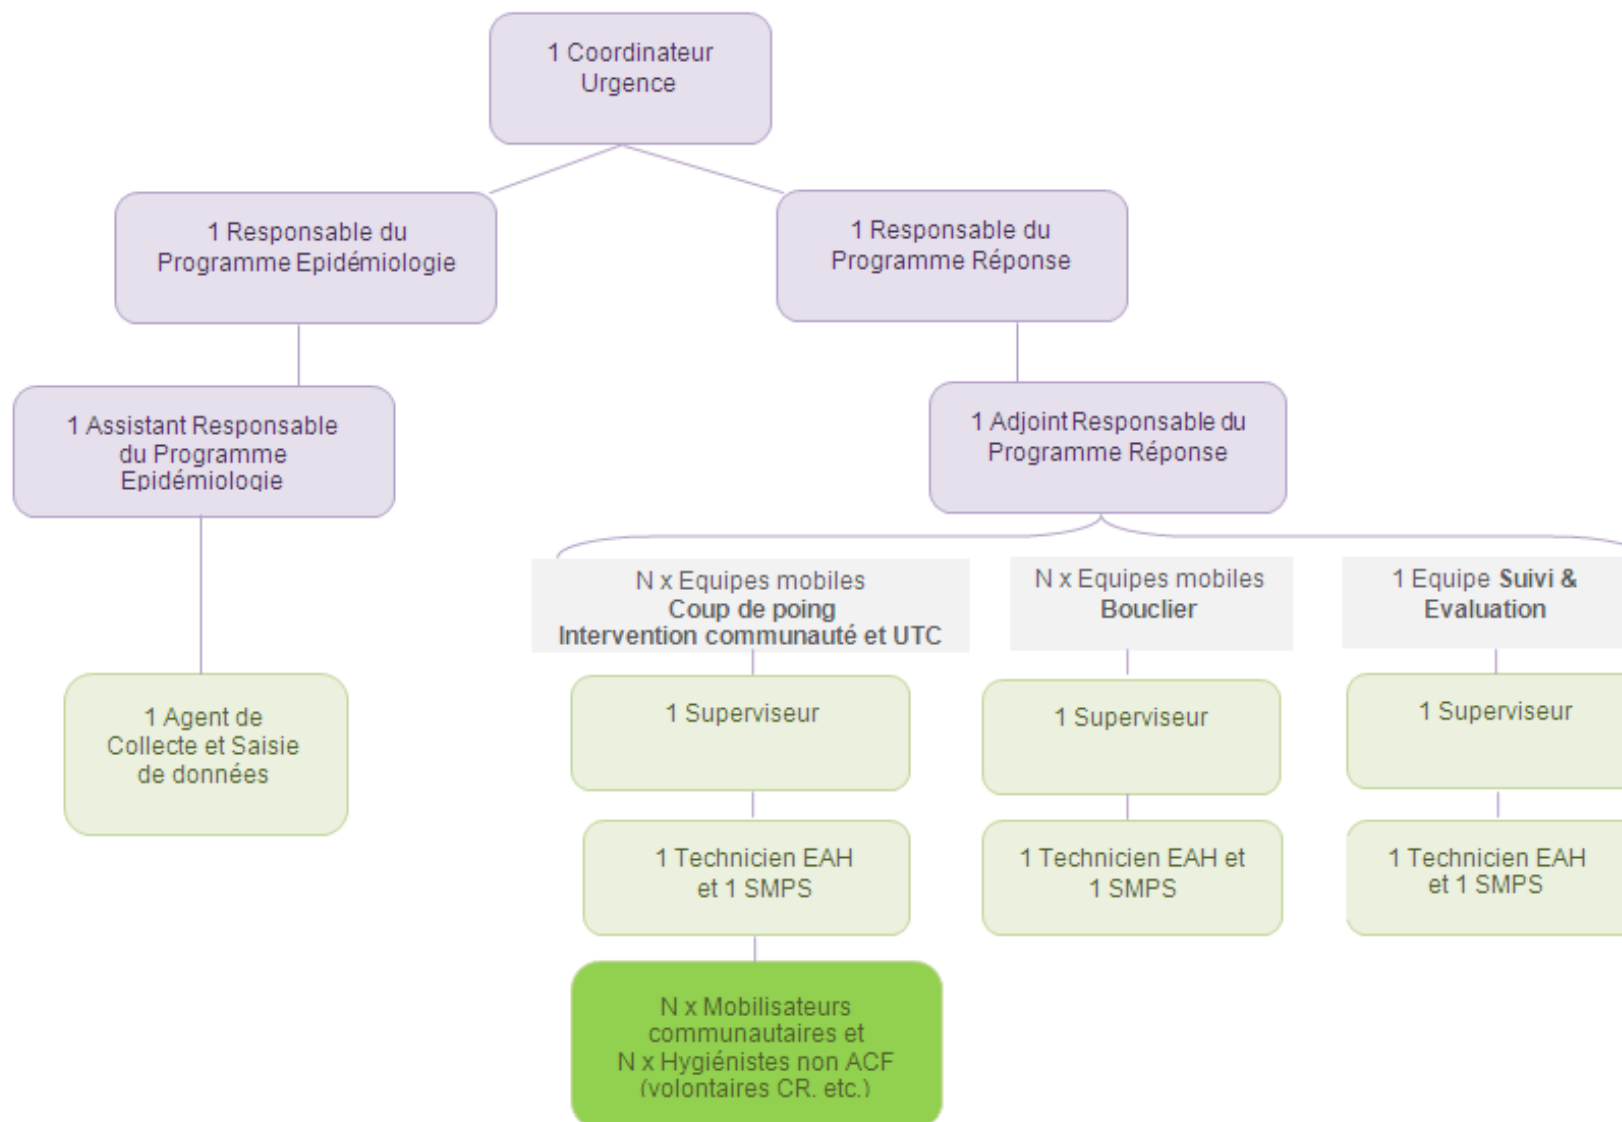 1 Coordinateur
Urgence
1 Responsable du
Programme Epidémiologie
1 Responsable du
Programme Réponse
1 Assistant Responsable
du Programme
Epidémiologie
1 Adjoint Responsable du
Programme Réponse
N x Equipes mobiles
Coup de poing
Intervention communauté et UTC
N x Equipes mobiles
Bouclier
1 Equipe Suivi &
Evaluation
1 Agent de
Collecte et Saisie
de données
1 Superviseur
1 Superviseur
1 Superviseur
1 Technicien EAH
et 1 SMPS
1 Technicien EAH et
1 SMPS
1 Technicien EAH
et 1 SMPS
N x Mobilisateurs
communautaires et
N x Hygiénistes non ACF
(volontaires CR. etc.)